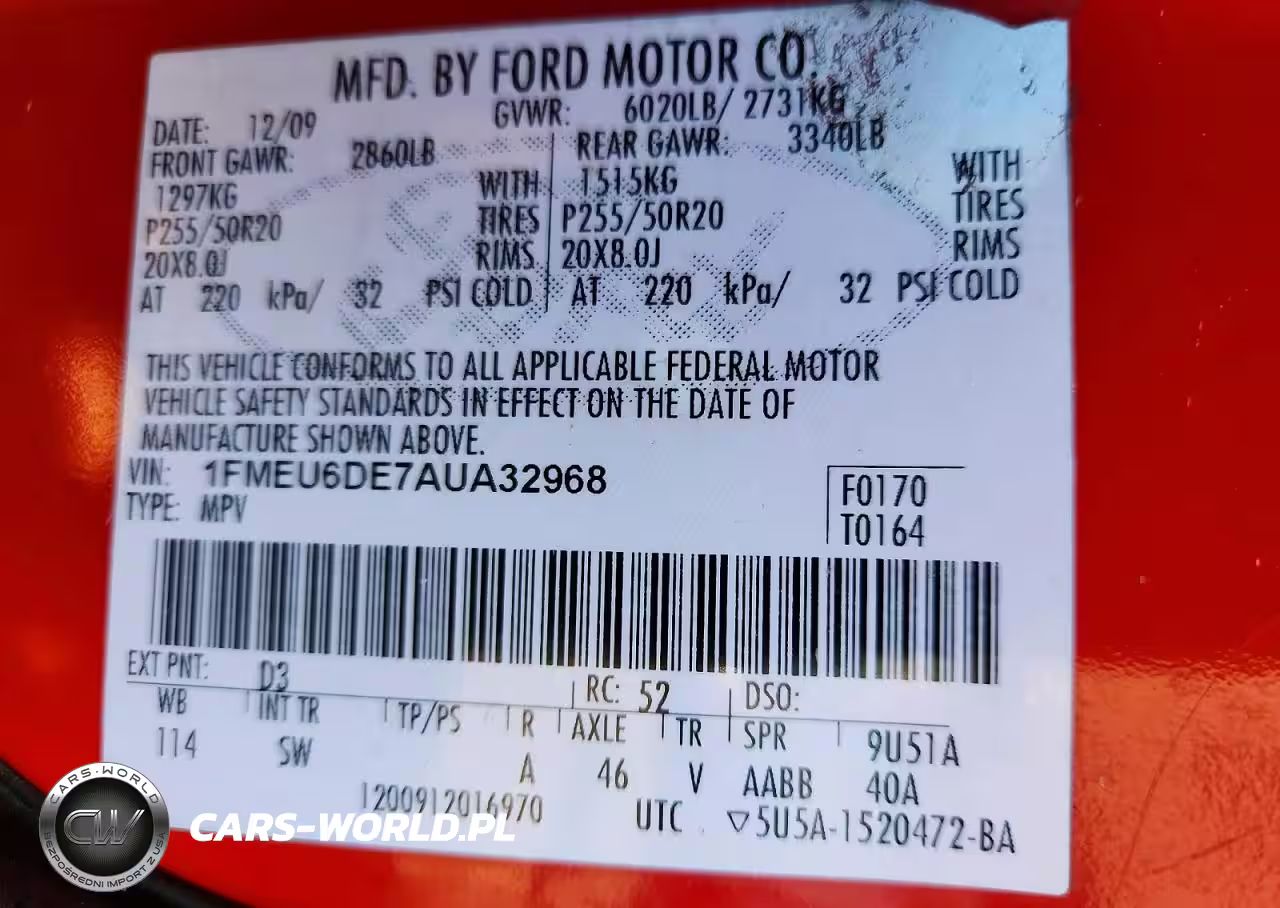 MFD. BY FORD MOTOR CO.
DATE: 12/09 GVWR: 6020LB/ 2731KG
FRONT GAWR: 2860LB REAR GAWR: 3340LB
1297KG WITH 1515KG WITH
P255/50R20 TIRES P255/50R20 TIRES
20X8.0J RIMS 20X8.0J RIMS
AT 220 kPa/ 32 PSI COLD AT 220 kPa/ 32 PSI COLD
THIS VEHICLE CONFORMS TO ALL APPLICABLE FEDERAL MOTOR
VEHICLE SAFETY STANDARDS IN EFFECT ON THE DATE OF
MANUFACTURE SHOWN ABOVE.
VIN: 1FMEU6DE7AUA32968
TYPE: MPV
F0170
T0164
EXT PNT: D3 RC: 52 DSO:
WB INT TR TP/PS R AXLE TR SPR 9U51A
114 SW A 46 V AABB 40A
1200912016970 UTC ▽5U5A-1520472-BA
CARS-WORLD
CW
BEZPOŚREDNI IMPORT Z USA
CARS-WORLD.PL